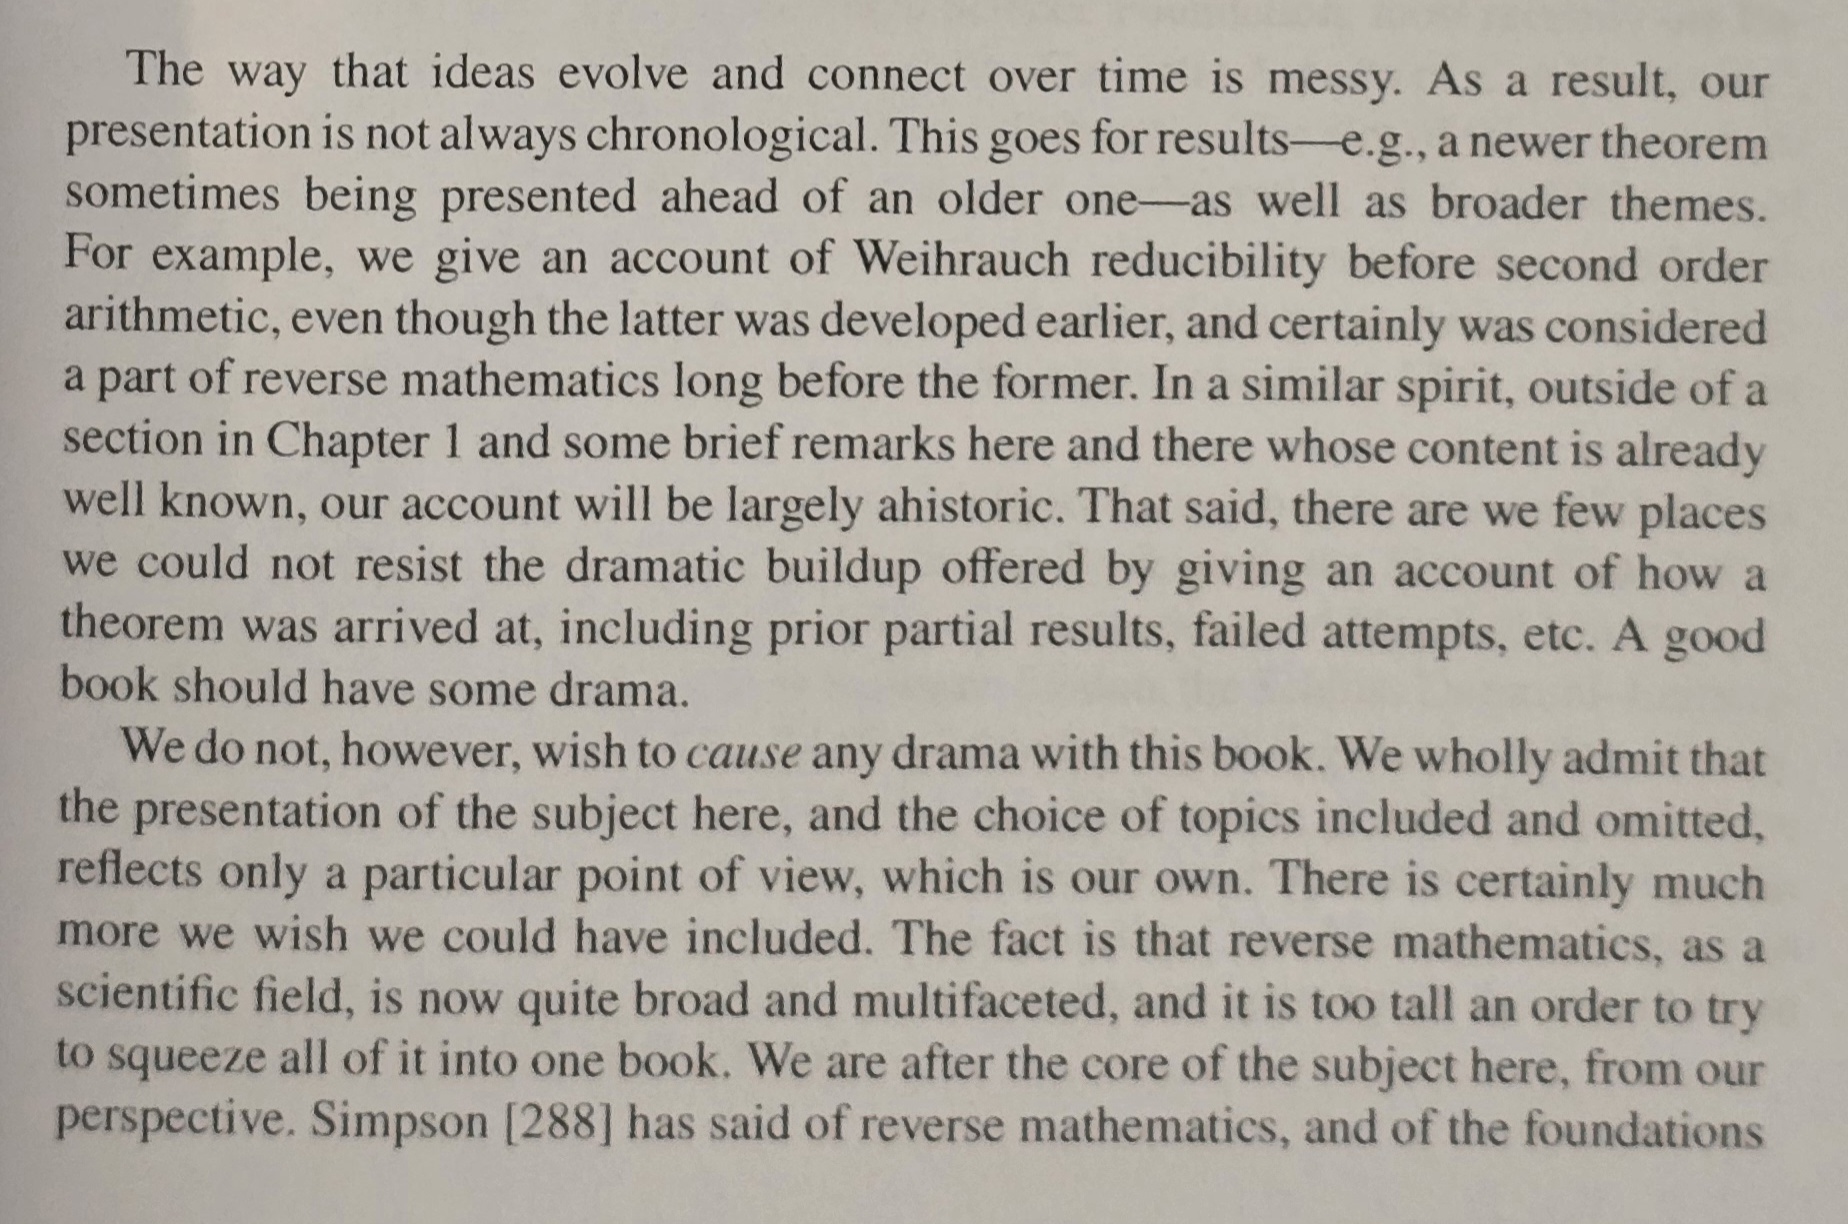 The way that ideas evolve and connect over time is messy. As a result, our
presentation is not always chronological. This goes for results—e.g., a newer theorem
sometimes being presented ahead of an older one—as well as broader themes.
For example, we give an account of Weihrauch reducibility before second order
arithmetic, even though the latter was developed earlier, and certainly was considered
a part of reverse mathematics long before the former. In a similar spirit, outside of a
section in Chapter 1 and some brief remarks here and there whose content is already
well known, our account will be largely ahistoric. That said, there are we few places
we could not resist the dramatic buildup offered by giving an account of how a
theorem was arrived at, including prior partial results, failed attempts, etc. A good
book should have some drama.
We do not, however, wish to cause any drama with this book. We wholly admit that
the presentation of the subject here, and the choice of topics included and omitted,
reflects only a particular point of view, which is our own. There is certainly much
more we wish we could have included. The fact is that reverse mathematics, as a
scientific field, is now quite broad and multifaceted, and it is too tall an order to try
to squeeze all of it into one book. We are after the core of the subject here, from our
perspective. Simpson [288] has said of reverse mathematics, and of the foundations